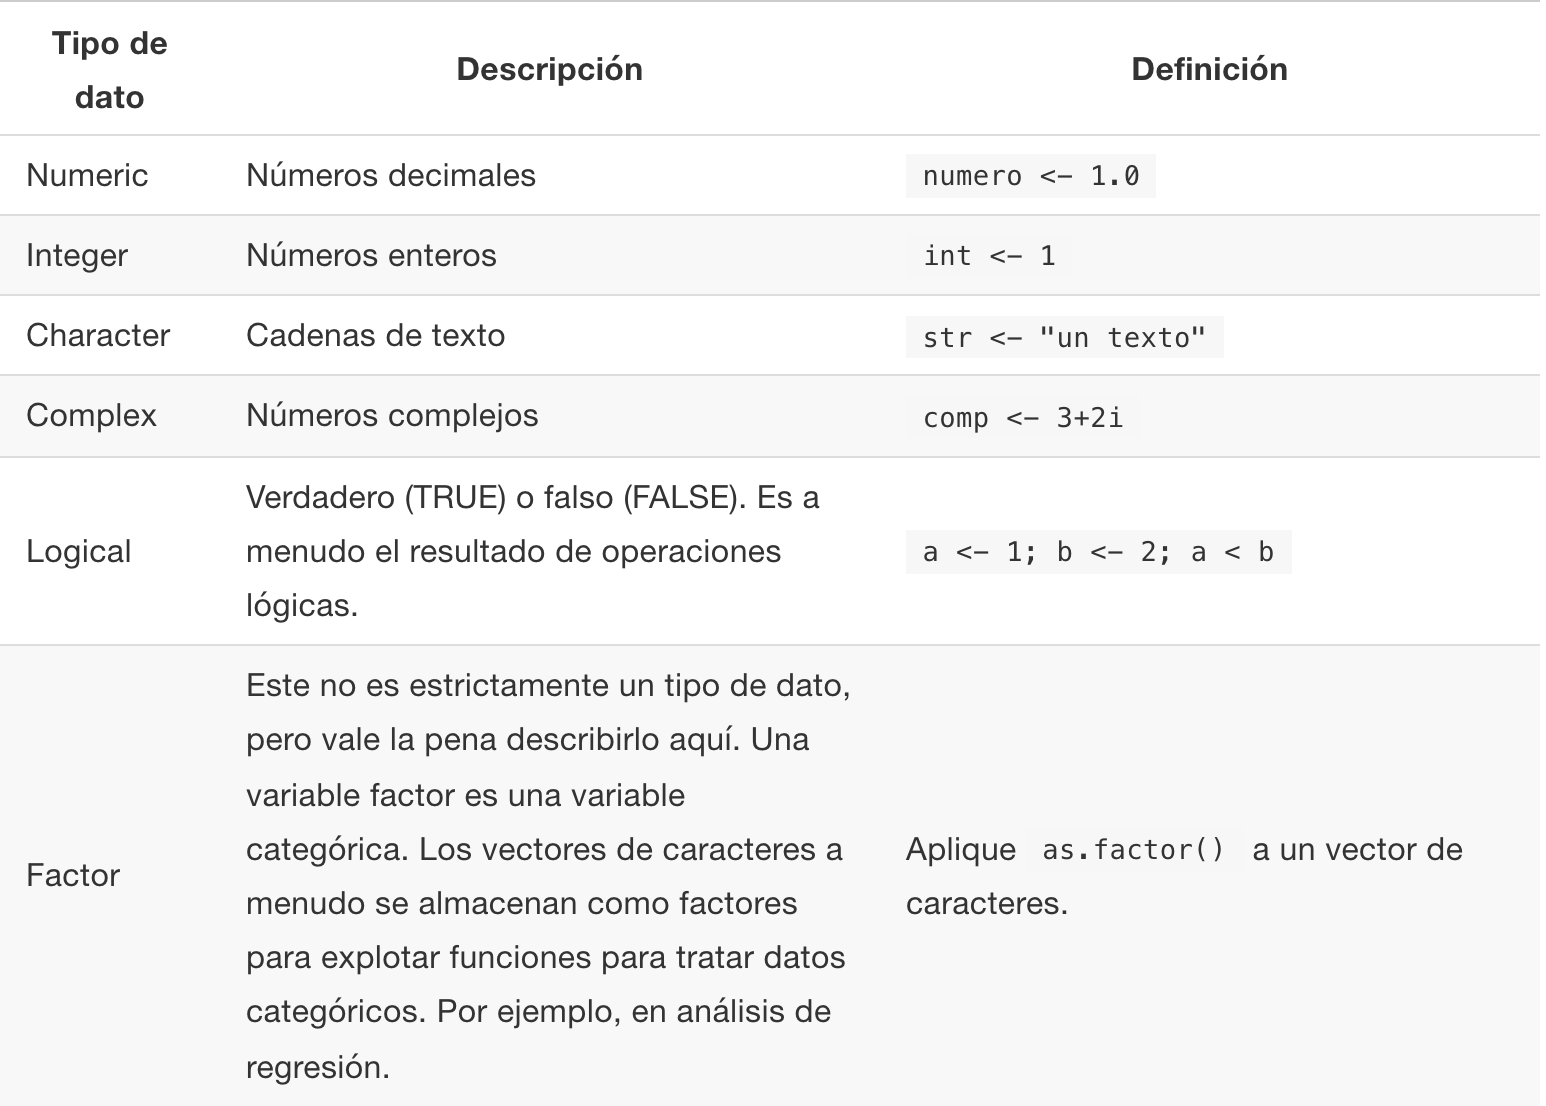 Tipo de
dato
Descripción
Definición
Numeric
Números decimales
numero <- 1.0
Integer
Números enteros
int <- 1
Character
Cadenas de texto
str <- "un texto"
Complex
Números complejos
comp <- 3+2i
Logical
Verdadero (TRUE) o falso (FALSE). Es a
menudo el resultado de operaciones
lógicas.
a <- 1; b <- 2; a < b
Factor
Este no es estrictamente un tipo de dato,
pero vale la pena describirlo aquí. Una
variable factor es una variable
categórica. Los vectores de caracteres a
menudo se almacenan como factores
para explotar funciones para tratar datos
categóricos. Por ejemplo, en análisis de
regresión.
Aplique as.factor() a un vector de
caracteres.